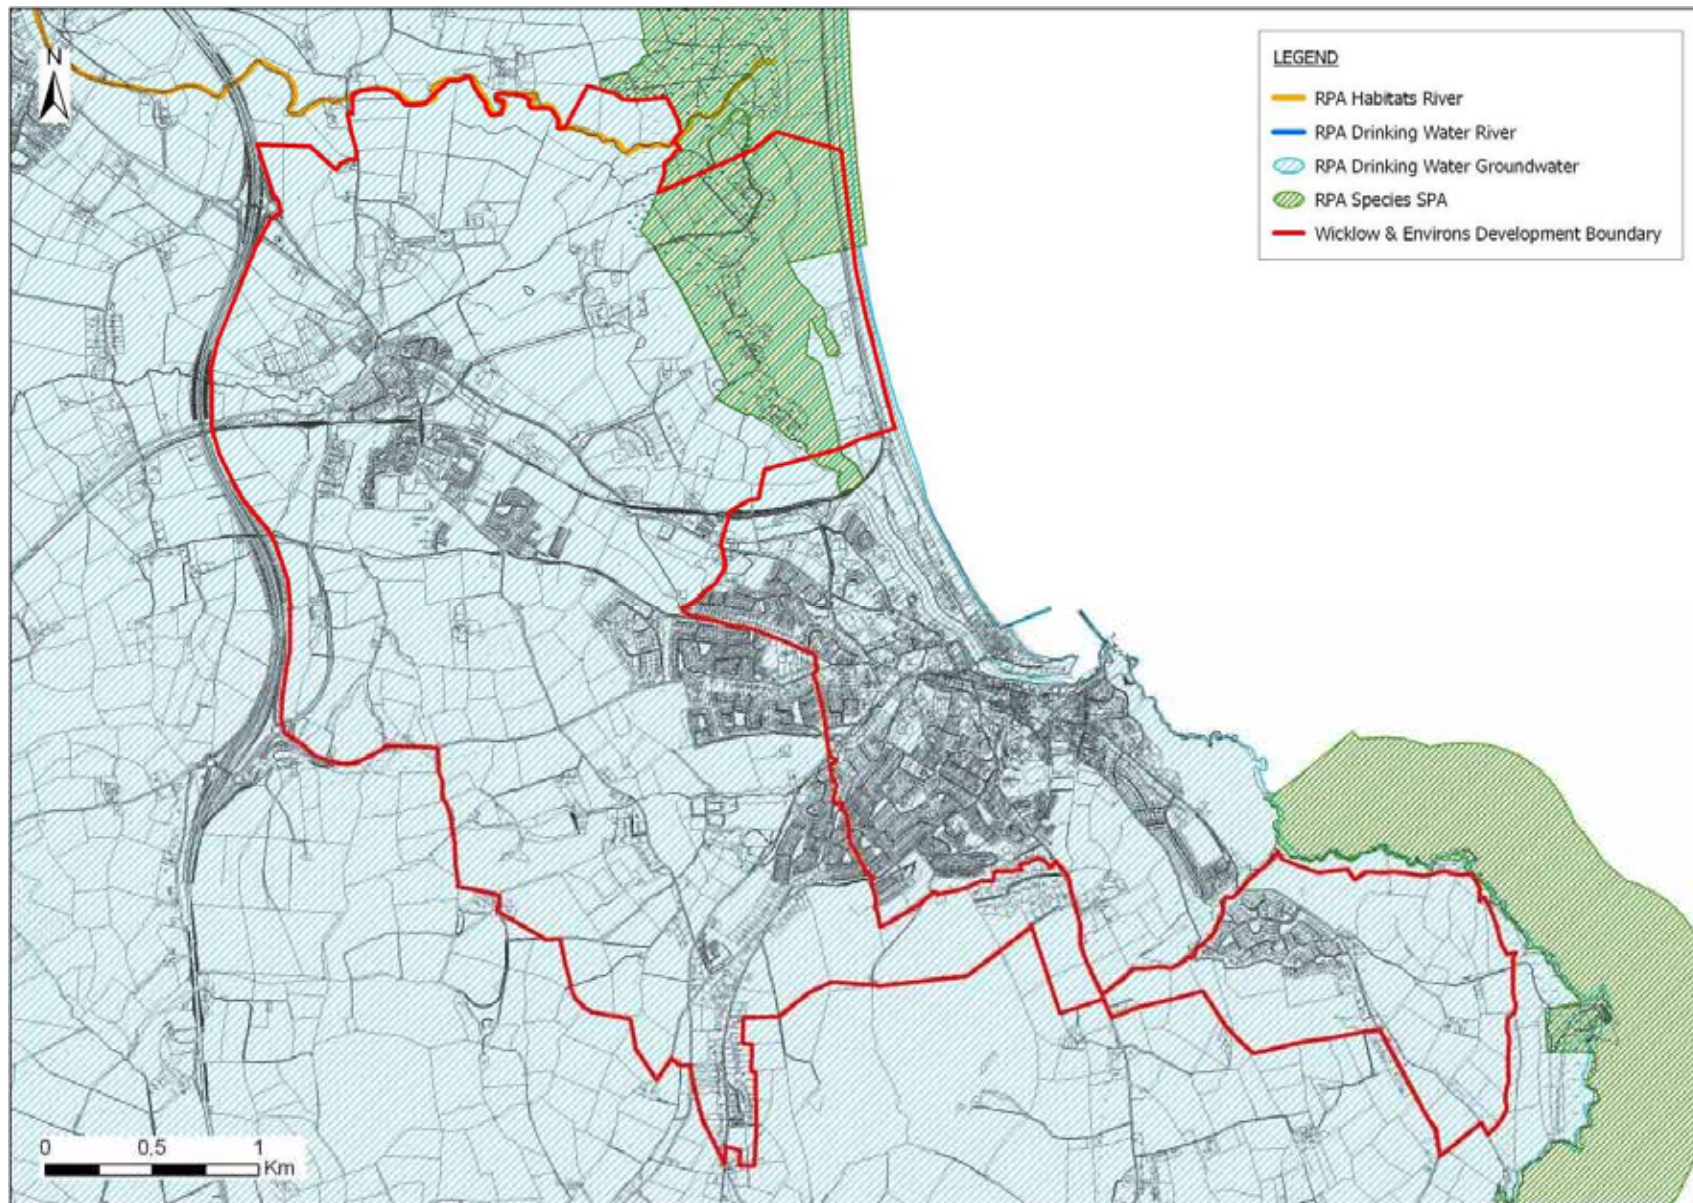 N
LEGEND
RPA Habitats River
RPA Drinking Water River
RPA Drinking Water Groundwater
RPA Species SPA
Wicklow & Environs Development Boundary
0 0.5 1
Km